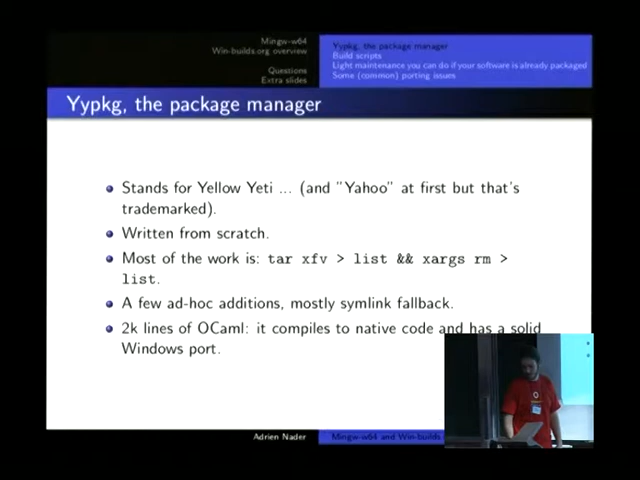 Mingw-w64
Win-builds.org overview
Questions
Extra slides
Yypkg, the package manager
Build scripts
Light maintenance you can do if your software is already packaged
Some (common) porting issues
Yypkg, the package manager
Stands for Yellow Yeti ... (and "Yahoo" at first but that's
trademarked).
Written from scratch.
Most of the work is: tar xfv > list && xargs rm >
list.
A few ad-hoc additions, mostly symlink fallback.
2k lines of OCaml: it compiles to native code and has a solid
Windows port.
Adrien Nader
Mingw-w64 and Win-builds